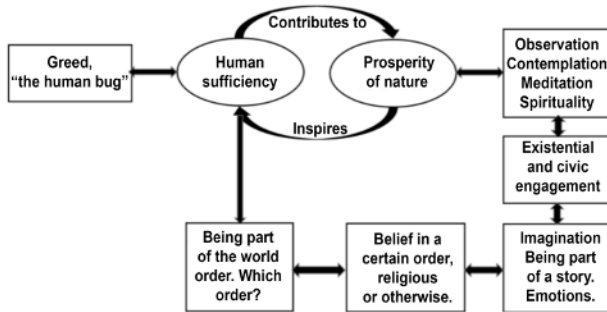 Contributes to
Greed,
“the human bug”
Human
sufficiency
Prosperity
of nature
Observation
Contemplation
Meditation
Spirituality
Inspires
Existential
and civic
engagement
Being part
of the world
order. Which
order?
Belief in a
certain order,
religious
or otherwise.
Imagination
Being part
of a story.
Emotions.